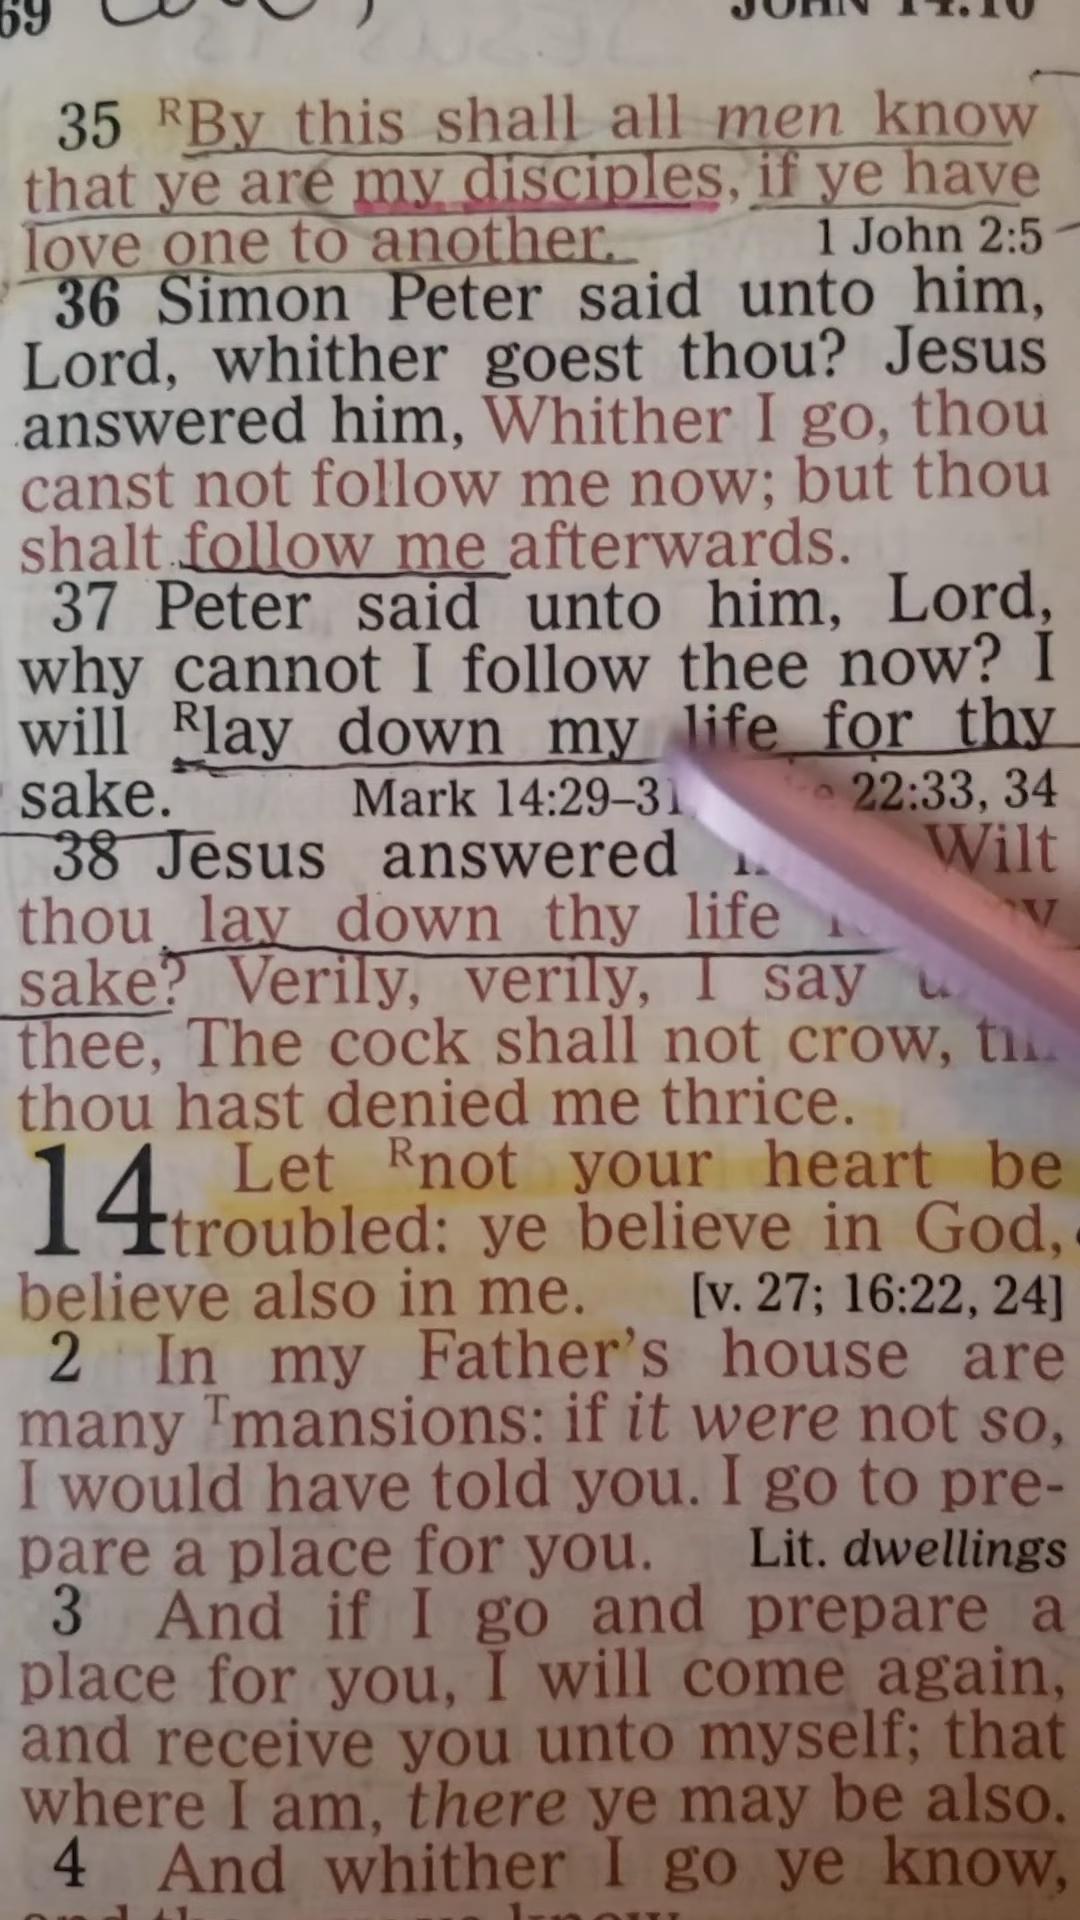 69 JOHN 14:10
35 RBy this shall all men know
that ye are my disciples, if ye have
love one to another. 1 John 2:5
36 Simon Peter said unto him,
Lord, whither goest thou? Jesus
answered him, Whither I go, thou
canst not follow me now; but thou
shalt follow me afterwards.
37 Peter said unto him, Lord,
why cannot I follow thee now? I
will Rlay down my life for thy
sake. Mark 14:29–31 22:33, 34
38 Jesus answered Wilt
thou lay down thy life
sake? Verily, verily, I say
thee, The cock shall not crow,
thou hast denied me thrice.
14 Let Rnot your heart be
troubled: ye believe in God,
believe also in me. [v. 27; 16:22, 24]
2 In my Father's house are
many Tmansions: if it were not so,
I would have told you. I go to pre-
pare a place for you. Lit. dwellings
3 And if I go and prepare a
place for you, I will come again,
and receive you unto myself; that
where I am, there ye may be also.
4 And whither I go ye know,